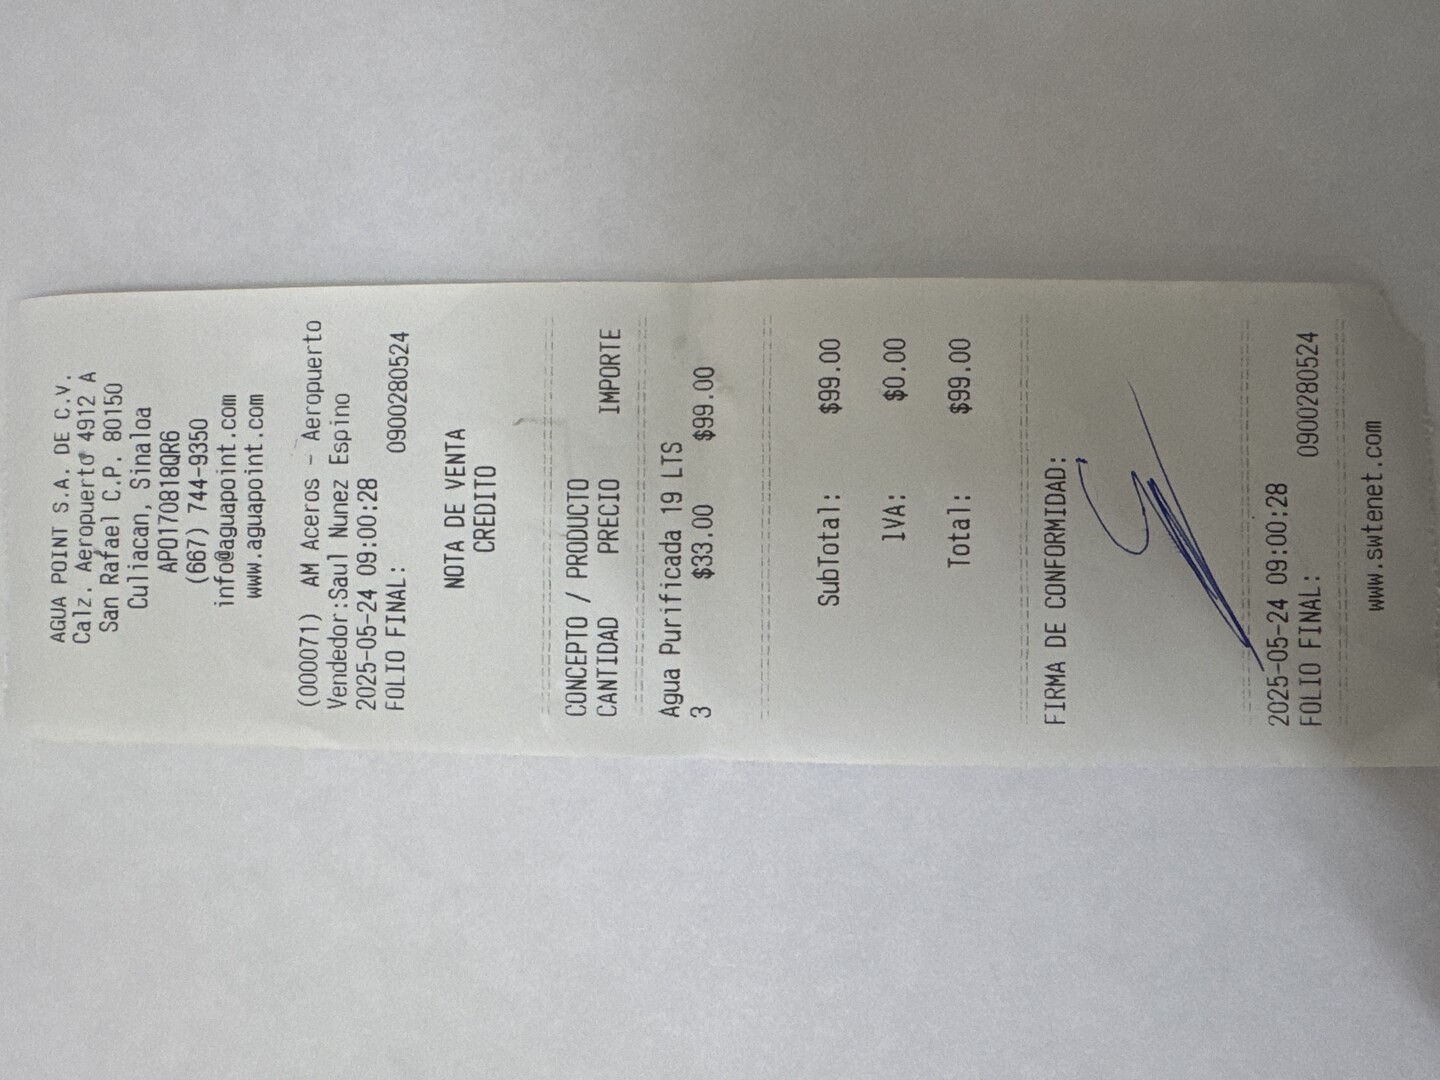 AGUA POINT S.A. DE C.V.
Calz. Aeropuerto 4912 A
San Rafael C.P. 80150
Culiacan, Sinaloa
APO170818QR6
(667) 744-9350
info@aguapoint.com
www.aguapoint.com
(000071) AM Aceros - Aeropuerto
Vendedor:Saul Nunez Espino
2025-05-24 09:00:28
FOLIO FINAL: 0900280524
NOTA DE VENTA
CREDITO
CONCEPTO / PRODUCTO
CANTIDAD PRECIO IMPORTE
Agua Purificada 19 LTS
3 $33.00 $99.00
SubTotal: $99.00
IVA: $0.00
Total: $99.00
FIRMA DE CONFORMIDAD:
2025-05-24 09:00:28
FOLIO FINAL: 0900280524
www.swtenet.com